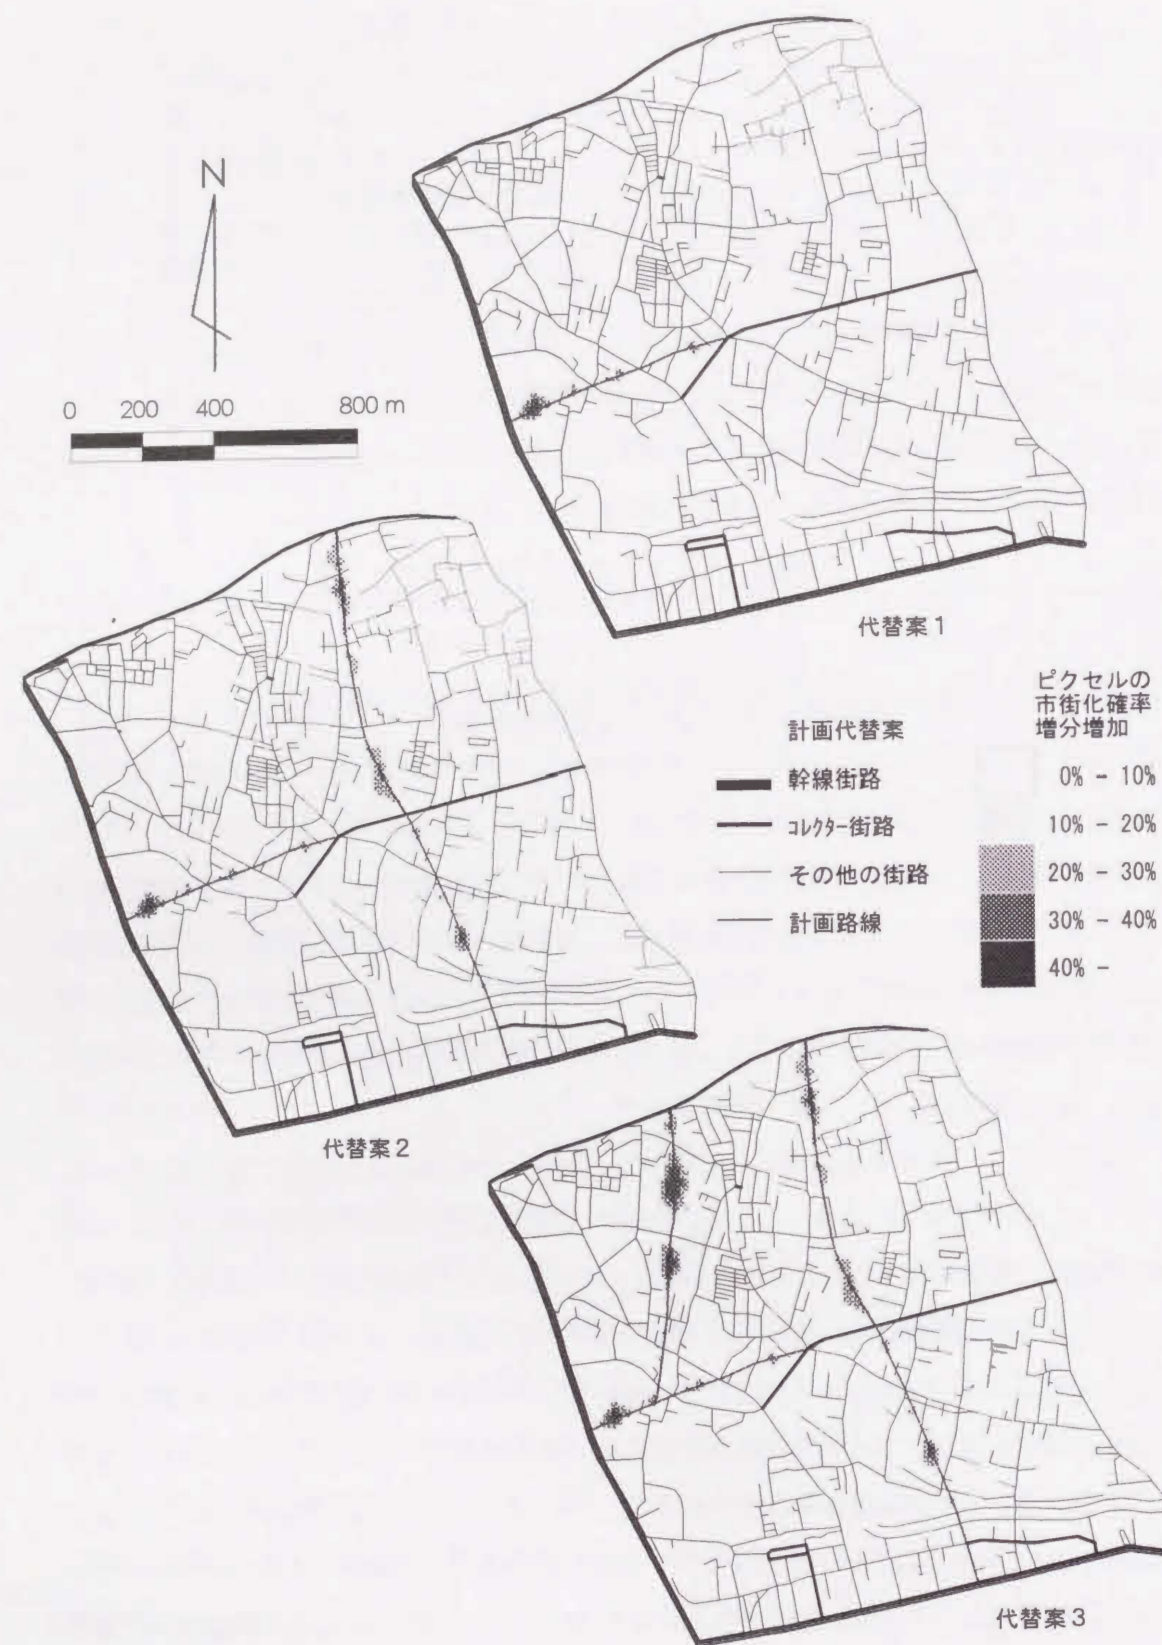 N
0 200 400 800 m
代替案1
代替案2
計画代替案
幹線街路
コレクター街路
その他の街路
計画路線
ピクセルの
市街化確率
増分増加
0% - 10%
10% - 20%
20% - 30%
30% - 40%
40% -
代替案3